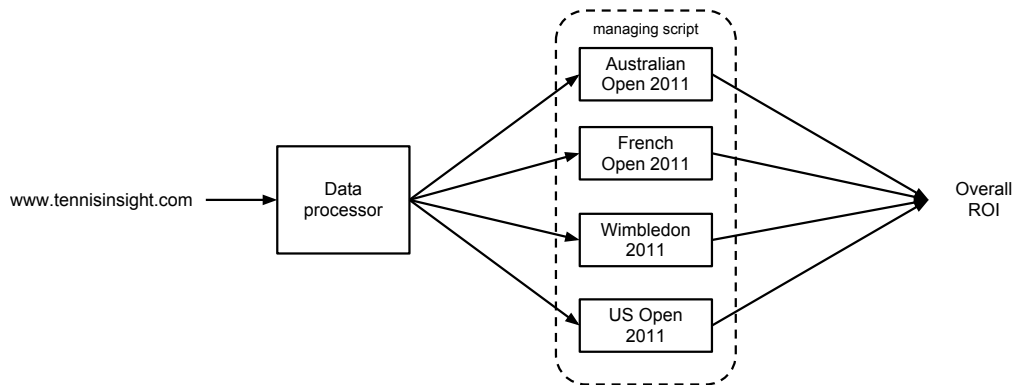 managing script
Australian
Open 2011
French
Open 2011
www.tennisinsight.com
Data
processor
Wimbledon
2011
US Open
2011
Overall
ROI